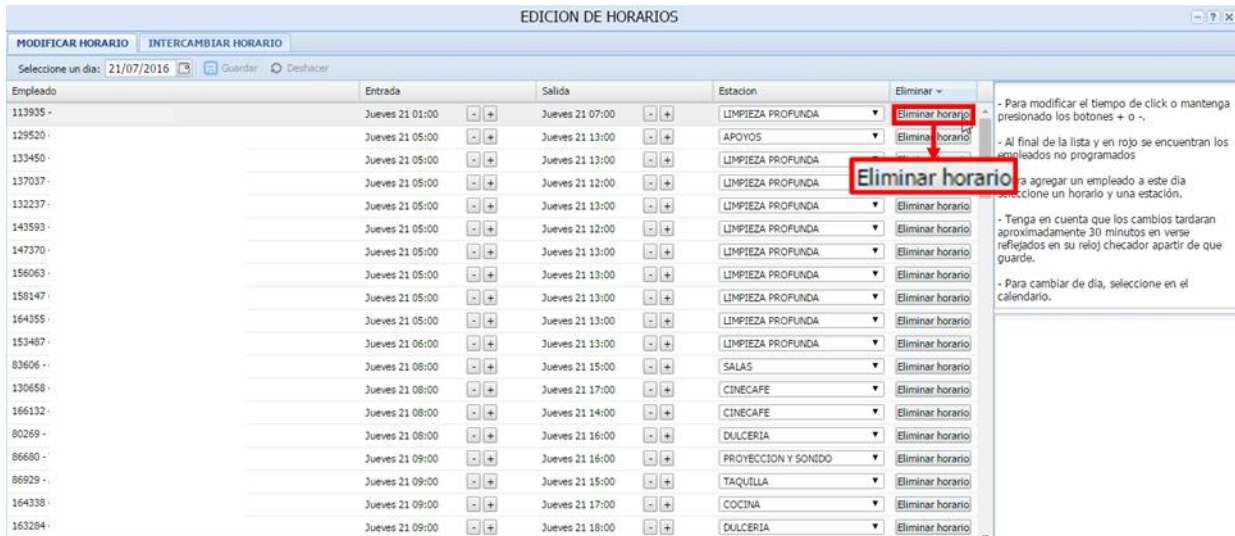 EDICION DE HORARIOS
MODIFICAR HORARIO INTERCAMBIAR HORARIO
Seleccione un dia: 21/07/2016 Guardar Deshacer
Empleado Entrada Salida Estacion Eliminar
113935 - Jueves 21 01:00 - + Jueves 21 07:00 - + LIMPIEZA PROFUNDA Eliminar horario
129520 - Jueves 21 05:00 - + Jueves 21 13:00 - + APOYOS Eliminar horario
133450 - Jueves 21 05:00 - + Jueves 21 13:00 - + LIMPIEZA PROFUNDA
137037 - Jueves 21 05:00 - + Jueves 21 12:00 - + LIMPIEZA PROFUNDA Eliminar horario
132237 - Jueves 21 05:00 - + Jueves 21 13:00 - + LIMPIEZA PROFUNDA Eliminar horario
143593 - Jueves 21 05:00 - + Jueves 21 12:00 - + LIMPIEZA PROFUNDA Eliminar horario
147370 - Jueves 21 05:00 - + Jueves 21 13:00 - + LIMPIEZA PROFUNDA Eliminar horario
156063 - Jueves 21 05:00 - + Jueves 21 13:00 - + LIMPIEZA PROFUNDA Eliminar horario
158147 - Jueves 21 05:00 - + Jueves 21 13:00 - + LIMPIEZA PROFUNDA Eliminar horario
164355 - Jueves 21 05:00 - + Jueves 21 13:00 - + LIMPIEZA PROFUNDA Eliminar horario
153487 - Jueves 21 06:00 - + Jueves 21 13:00 - + LIMPIEZA PROFUNDA Eliminar horario
83606 - Jueves 21 08:00 - + Jueves 21 15:00 - + SALAS Eliminar horario
130658 - Jueves 21 08:00 - + Jueves 21 17:00 - + CINECAFE Eliminar horario
166132 - Jueves 21 08:00 - + Jueves 21 14:00 - + CINECAFE Eliminar horario
80269 - Jueves 21 08:00 - + Jueves 21 16:00 - + DULCERIA Eliminar horario
86680 - Jueves 21 09:00 - + Jueves 21 16:00 - + PROYECCION Y SONIDO Eliminar horario
86929 - Jueves 21 09:00 - + Jueves 21 15:00 - + TAQUILLA Eliminar horario
164338 - Jueves 21 09:00 - + Jueves 21 17:00 - + COCINA Eliminar horario
163284 - Jueves 21 09:00 - + Jueves 21 18:00 - + DULCERIA Eliminar horario
- Para modificar el tiempo de click o mantenga
presionado los botones + o -.
- Al final de la lista y en rojo se encuentran los
empleados no programados
agregar un empleado a este dia
seleccione un horario y una estación.
- Tenga en cuenta que los cambios tardaran
aproximadamente 30 minutos en verse
reflejados en su reloj checador apartir de que
guarde.
- Para cambiar de dia, seleccione en el
calendario.